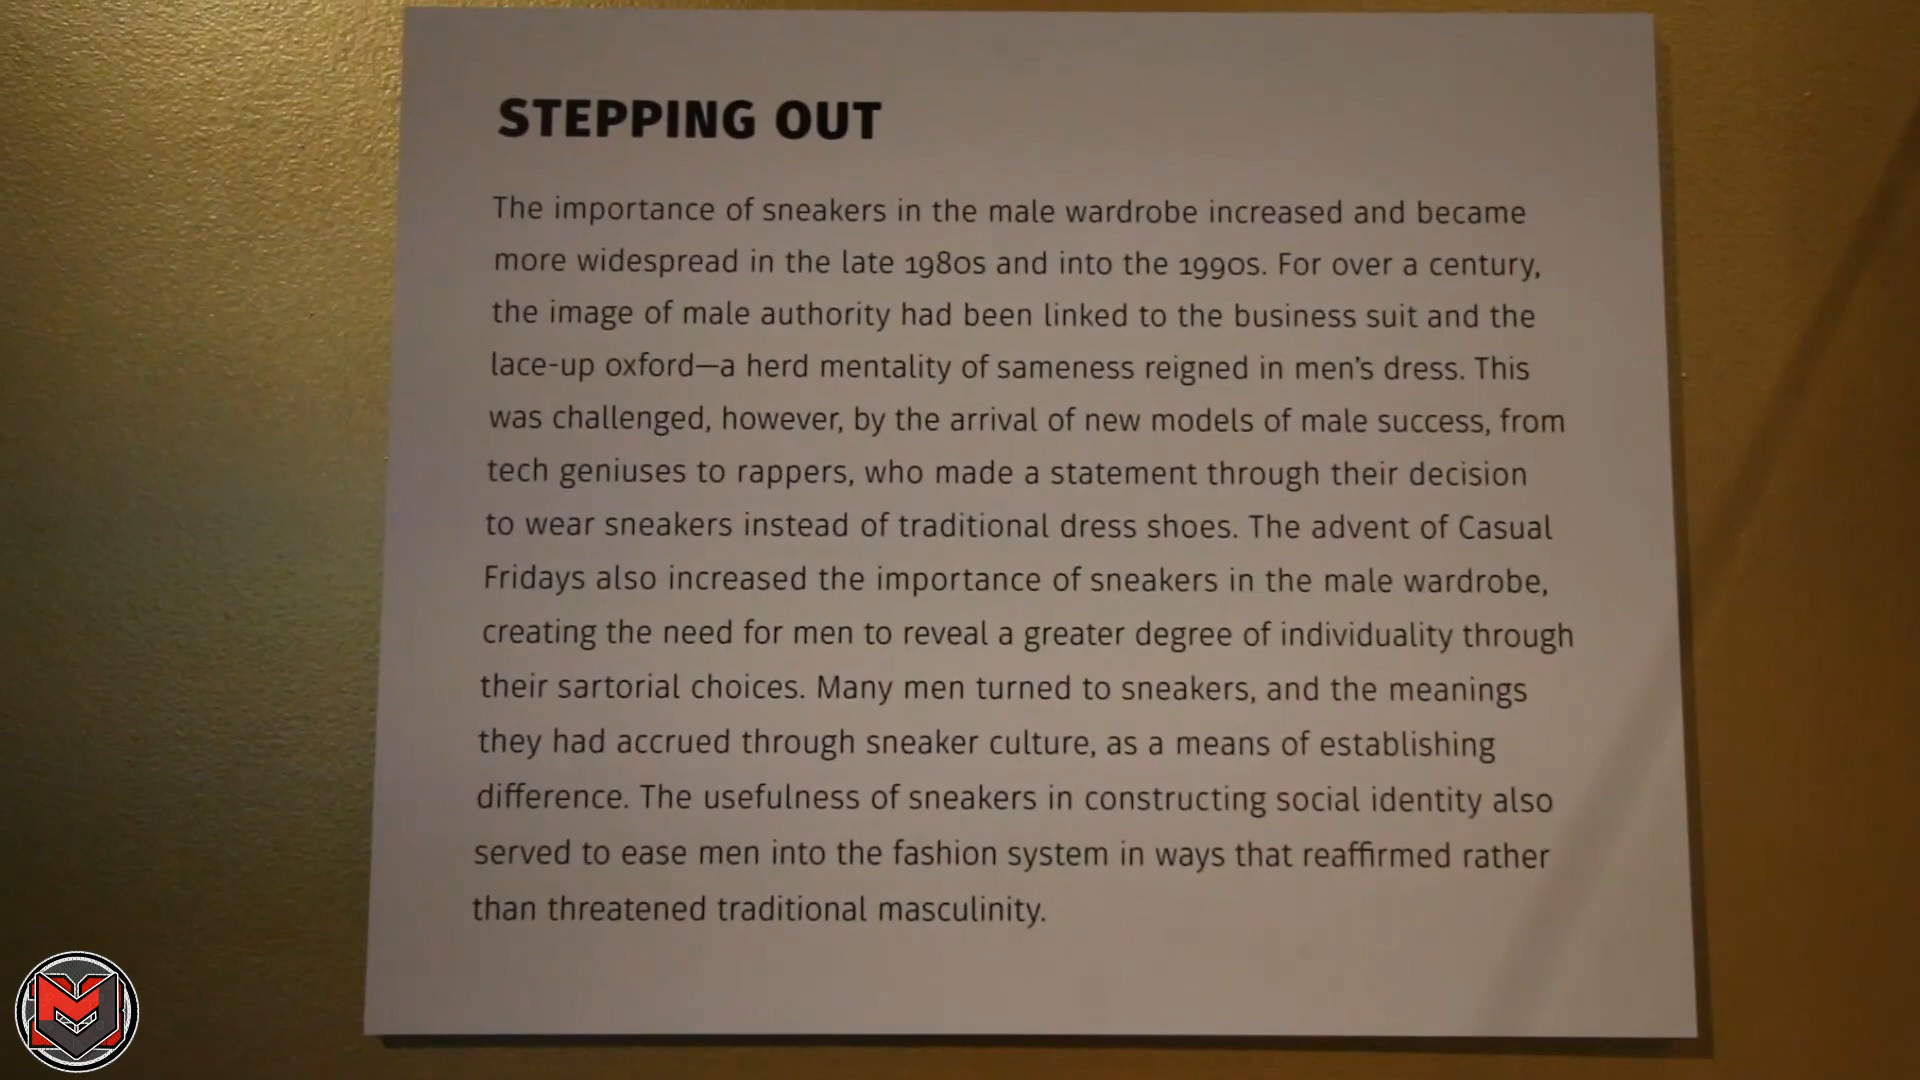 STEPPING OUT
The importance of sneakers in the male wardrobe increased and became
more widespread in the late 1980s and into the 1990s. For over a century,
the image of male authority had been linked to the business suit and the
lace-up oxford—a herd mentality of sameness reigned in men's dress. This
was challenged, however, by the arrival of new models of male success, from
tech geniuses to rappers, who made a statement through their decision
to wear sneakers instead of traditional dress shoes. The advent of Casual
Fridays also increased the importance of sneakers in the male wardrobe,
creating the need for men to reveal a greater degree of individuality through
their sartorial choices. Many men turned to sneakers, and the meanings
they had accrued through sneaker culture, as a means of establishing
difference. The usefulness of sneakers in constructing social identity also
served to ease men into the fashion system in ways that reaffirmed rather
than threatened traditional masculinity.